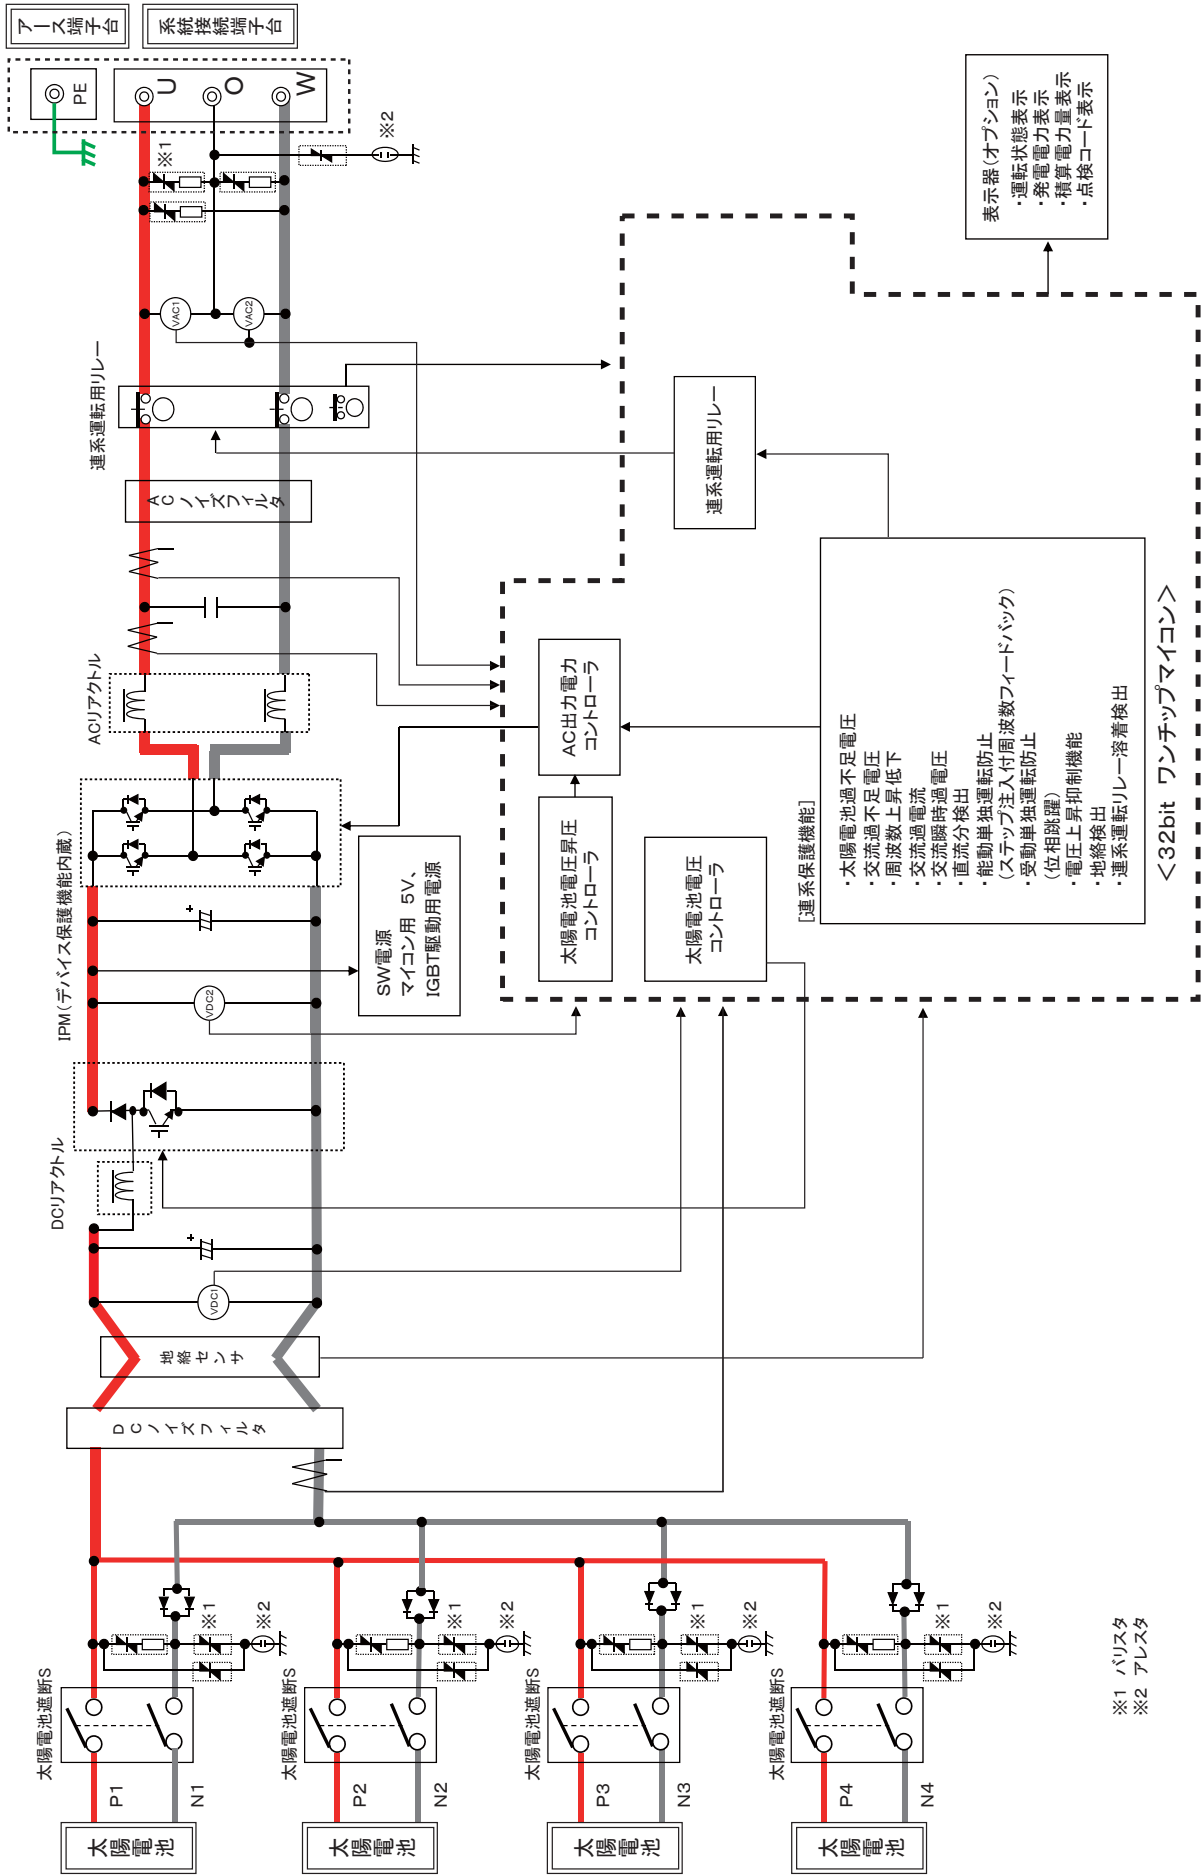 アース端子台
系統接続端子台
PE
U
O
W
※1
※2
VAC1
VAC2
連系運転用リレー
ACノイズフィルタ
ACリアクトル
IPM(デバイス保護機能内蔵)
+
VDC2
SW電源
マイコン用 5V、
IGBT駆動用電源
DCリアクトル
+
VDC1
地絡センサ
DCノイズフィルタ
表示器(オプション)
・運転状態表示
・発電電力表示
・積算電力量表示
・点検コード表示
連系運転用リレー
AC出力電力
コントローラ
太陽電池電圧昇圧
コントローラ
太陽電池電圧
コントローラ
[連系保護機能]
・太陽電池過不足電圧
・交流過不足電圧
・周波数上昇低下
・交流過電流
・交流瞬時過電圧
・直流分検出
・能動単独運転防止
(ステップ注入付周波数フィードバック)
・受動単独運転防止
(位相跳躍)
・電圧上昇抑制機能
・地絡検出
・連系運転リレー溶着検出
<32bit ワンチップマイコン>
太陽電池遮断S
※1
※2
P1
N1
太陽電池
太陽電池遮断S
※1
※2
P2
N2
太陽電池
太陽電池遮断S
※1
※2
P3
N3
太陽電池
太陽電池遮断S
※1
※2
P4
N4
太陽電池
※1 バリスタ
※2 アレスタ